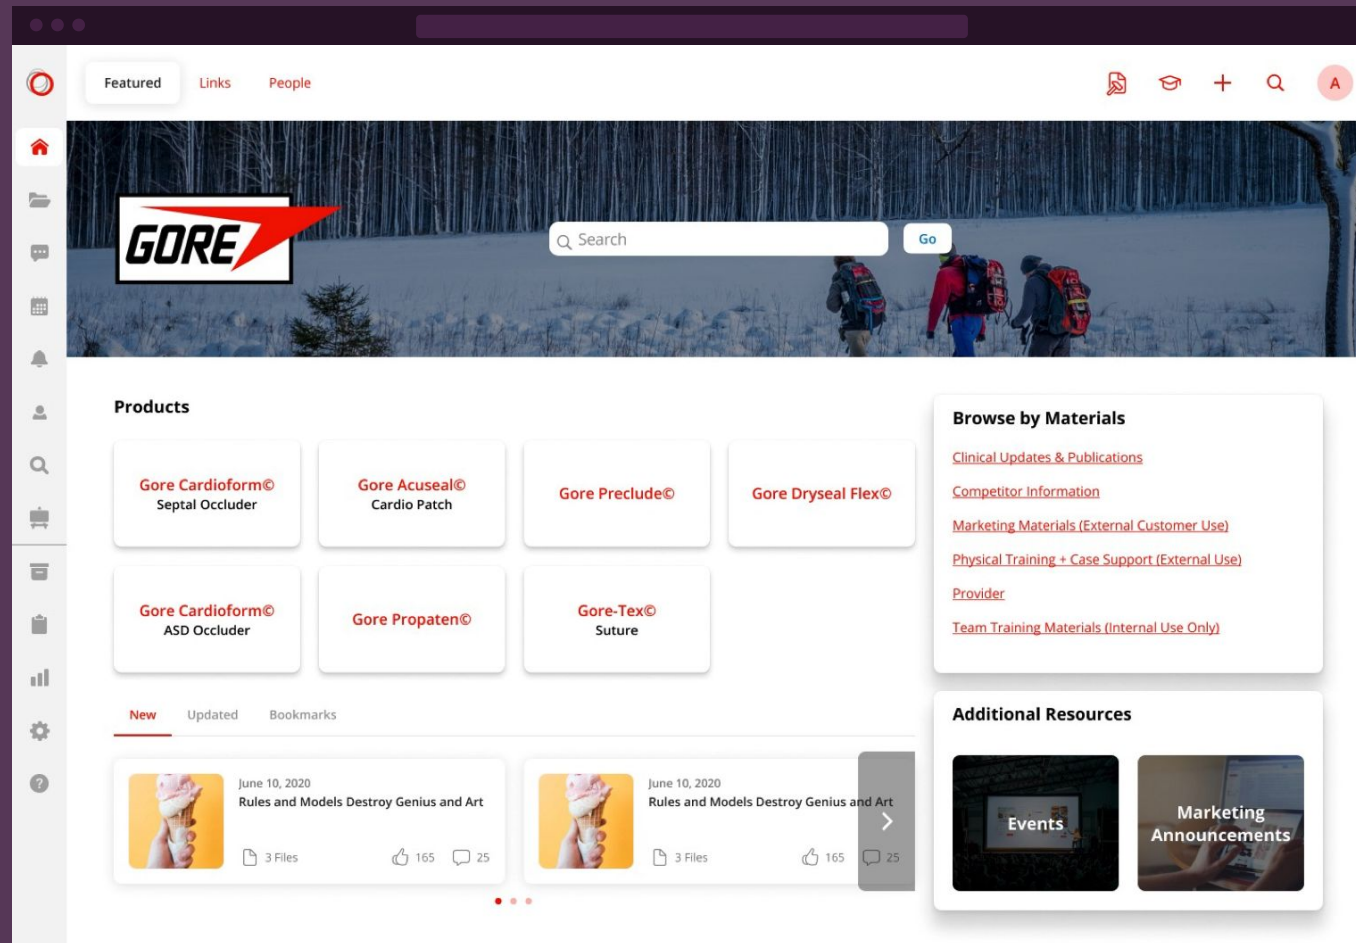 Featured
Links
People
A
GORE
Search
Go
Products
Gore Cardioform©
Septal Occluder
Gore Acuseal©
Cardio Patch
Gore Preclude©
Gore Dryseal Flex©
Gore Cardioform©
ASD Occluder
Gore Propaten©
Gore-Tex©
Suture
New
Updated
Bookmarks
June 10, 2020
Rules and Models Destroy Genius and Art
3 Files
165
25
June 10, 2020
Rules and Models Destroy Genius and Art
3 Files
165
25
Browse by Materials
Clinical Updates & Publications
Competitor Information
Marketing Materials (External Customer Use)
Physical Training + Case Support (External Use)
Provider
Team Training Materials (Internal Use Only)
Additional Resources
Events
Marketing
Announcements